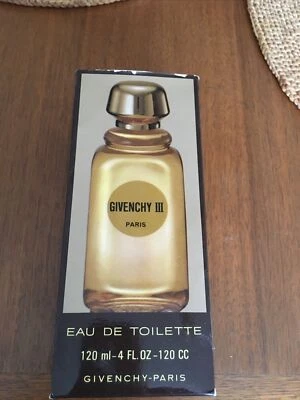 GIVENCHY III
PARIS
EAU DE TOILETTE
120 ml-4 FL.OZ-120 CC
GIVENCHY-PARIS